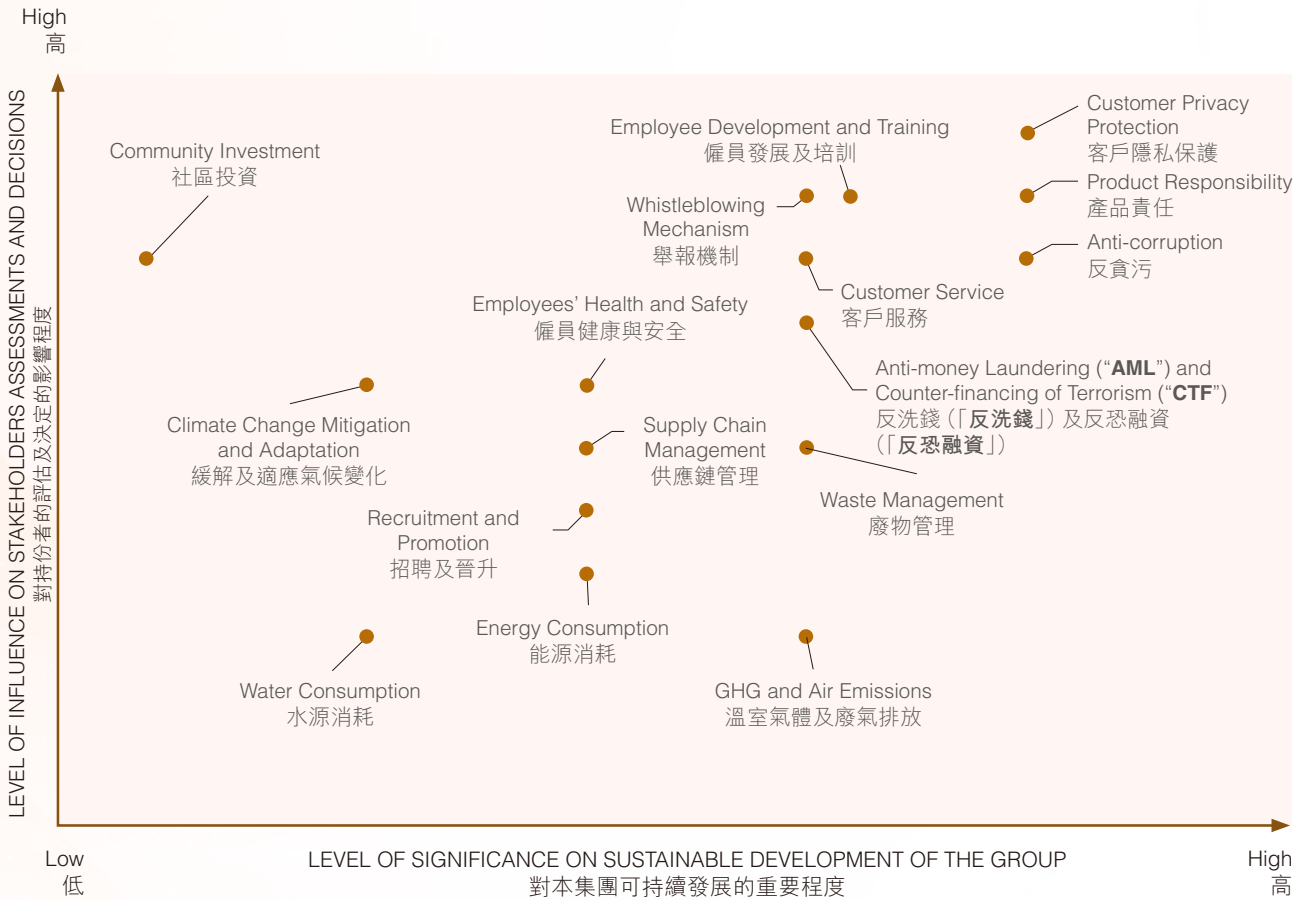 High
高
LEVEL OF INFLUENCE ON STAKEHOLDERS ASSESSMENTS AND DECISIONS
對持份者的評估及決定的影響程度
Community Investment
社區投資
Employee Development and Training
僱員發展及培訓
Customer Privacy
Protection
客戶隱私保護
Whistleblowing
Mechanism
舉報機制
Product Responsibility
產品責任
Anti-corruption
反貪污
Customer Service
客戶服務
Employees’ Health and Safety
僱員健康與安全
Anti-money Laundering (“AML”) and
Counter-financing of Terrorism (“CTF”)
反洗錢（「反洗錢」）及反恐融資
（「反恐融資」）
Climate Change Mitigation
and Adaptation
緩解及適應氣候變化
Supply Chain
Management
供應鏈管理
Waste Management
廢物管理
Recruitment and
Promotion
招聘及晉升
Energy Consumption
能源消耗
Water Consumption
水源消耗
GHG and Air Emissions
溫室氣體及廢氣排放
Low
低
LEVEL OF SIGNIFICANCE ON SUSTAINABLE DEVELOPMENT OF THE GROUP
對本集團可持續發展的重要程度
High
高